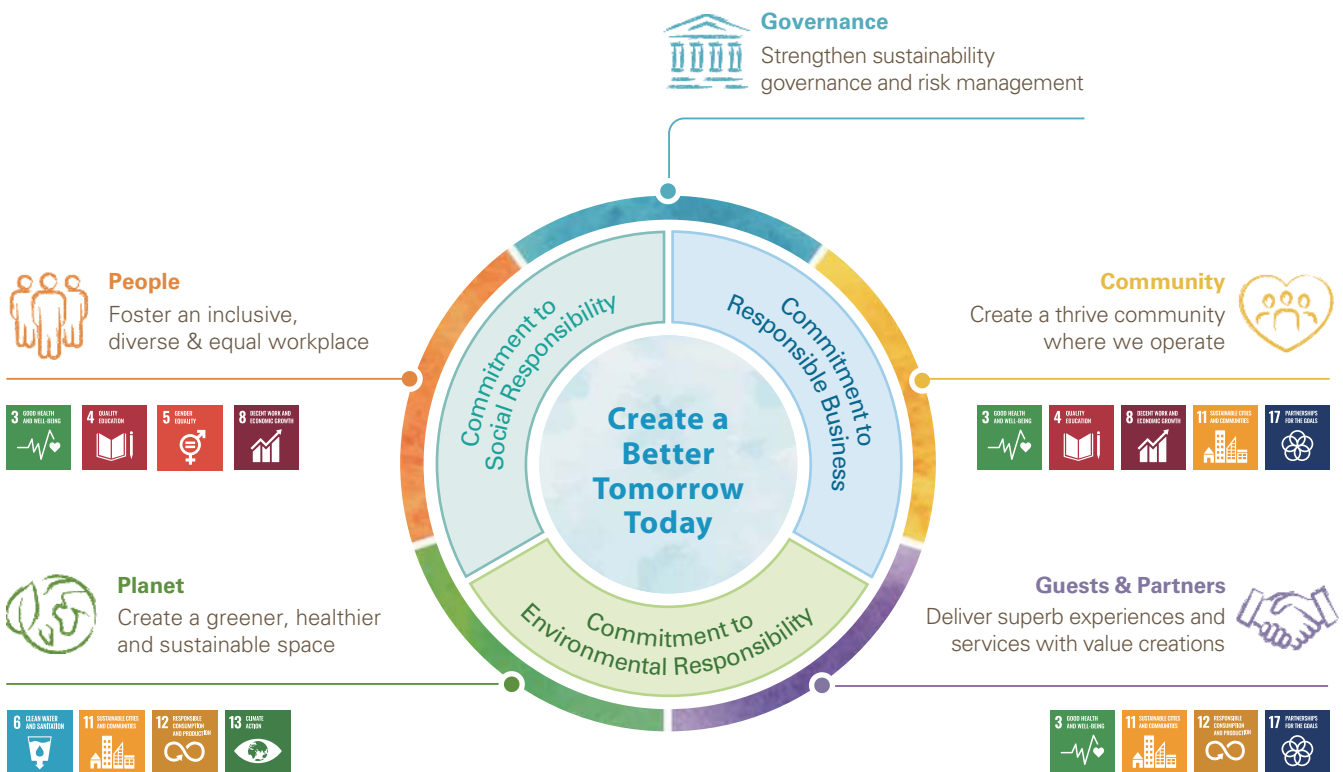 Governance
Strengthen sustainability
governance and risk management
People
Foster an inclusive,
diverse & equal workplace
3 GOOD HEALTH
AND WELL-BEING
4 QUALITY
EDUCATION
5 GENDER
EQUALITY
8 DECENT WORK AND
ECONOMIC GROWTH
Community
Create a thrive community
where we operate
3 GOOD HEALTH
AND WELL-BEING
4 QUALITY
EDUCATION
8 DECENT WORK AND
ECONOMIC GROWTH
11 SUSTAINABLE CITIES
AND COMMUNITIES
17 PARTNERSHIPS
FOR THE GOALS
Commitment to
Social Responsibility
Commitment to
Responsible Business
Create a
Better
Tomorrow
Today
Commitment to
Environmental Responsibility
Planet
Create a greener, healthier
and sustainable space
6 CLEAN WATER
AND SANITATION
11 SUSTAINABLE CITIES
AND COMMUNITIES
12 RESPONSIBLE
CONSUMPTION
AND PRODUCTION
13 CLIMATE
ACTION
Guests & Partners
Deliver superb experiences and
services with value creations
3 GOOD HEALTH
AND WELL-BEING
11 SUSTAINABLE CITIES
AND COMMUNITIES
12 RESPONSIBLE
CONSUMPTION
AND PRODUCTION
17 PARTNERSHIPS
FOR THE GOALS